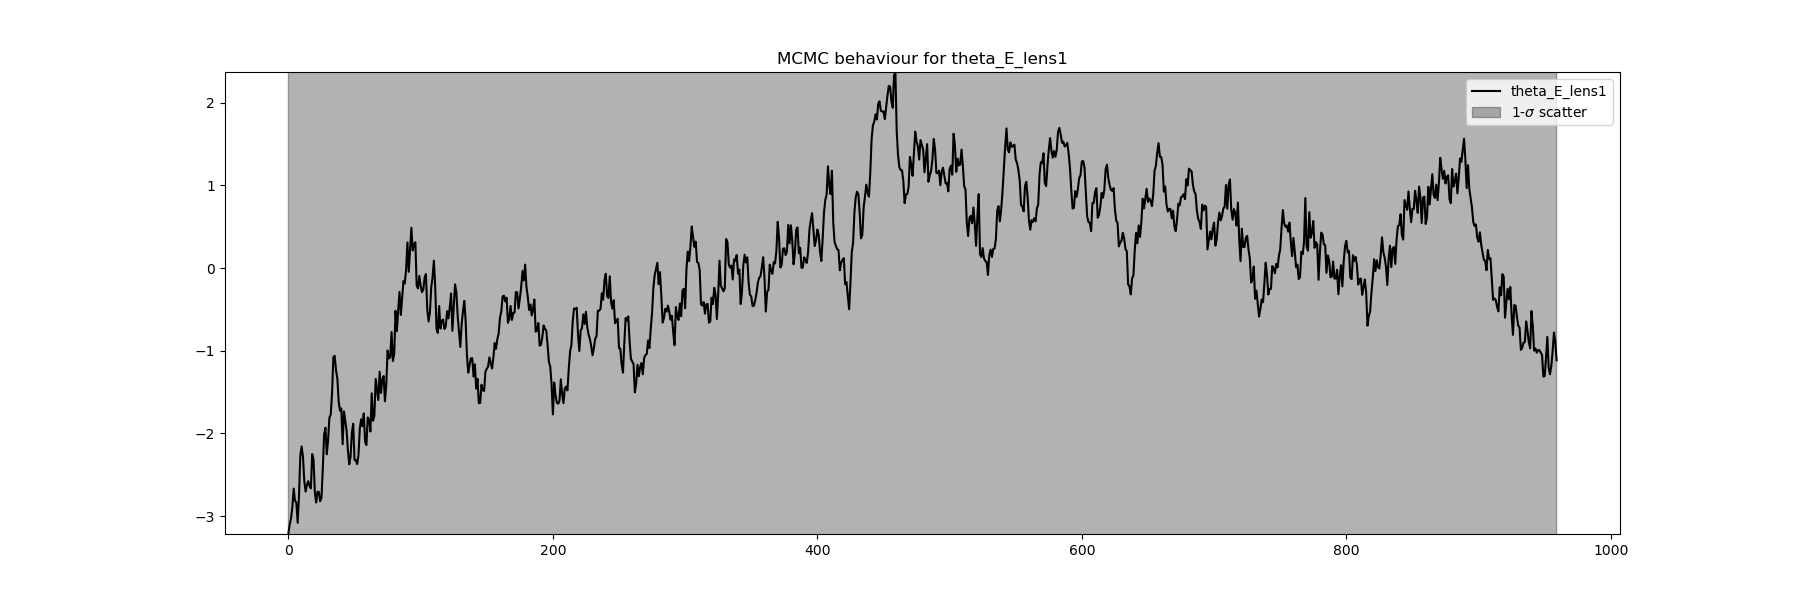 MCMC behaviour for theta_E_lens1
theta_E_lens1
1-σ scatter
2
1
0
−1
−2
−3
0 200 400 600 800 1000